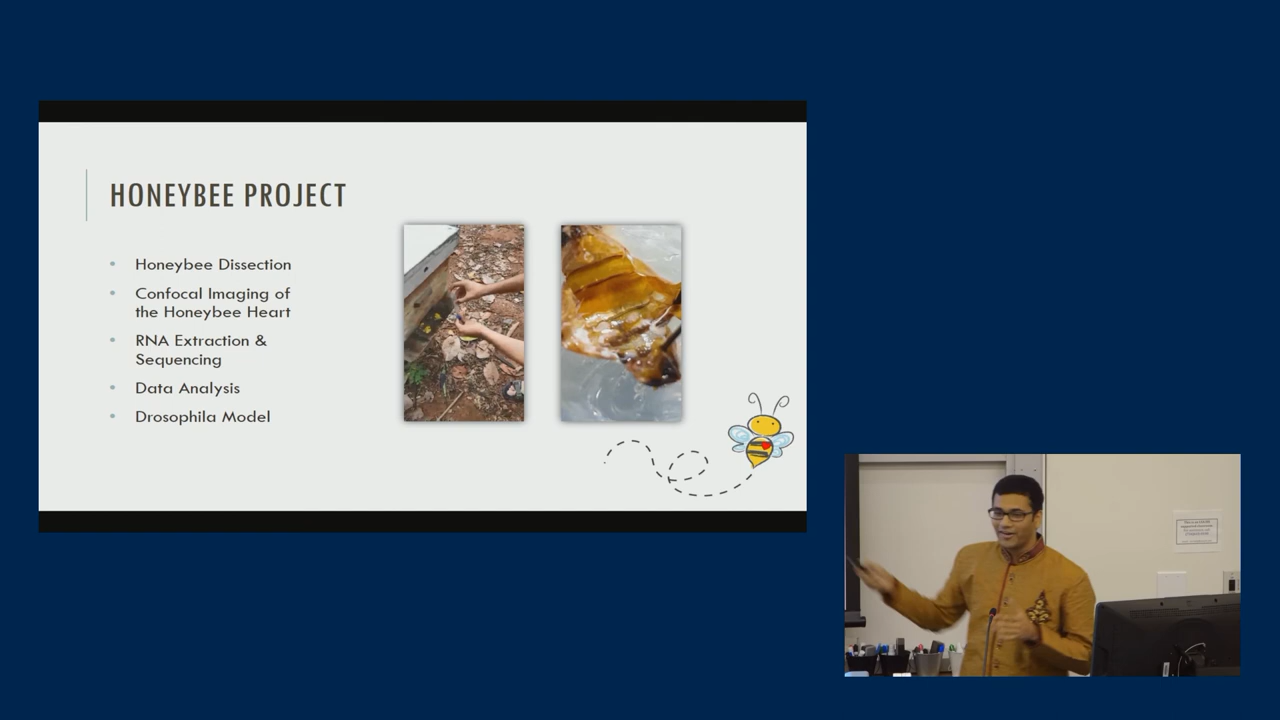 HONEYBEE PROJECT
Honeybee Dissection
Confocal Imaging of
the Honeybee Heart
RNA Extraction &
Sequencing
Data Analysis
Drosophila Model